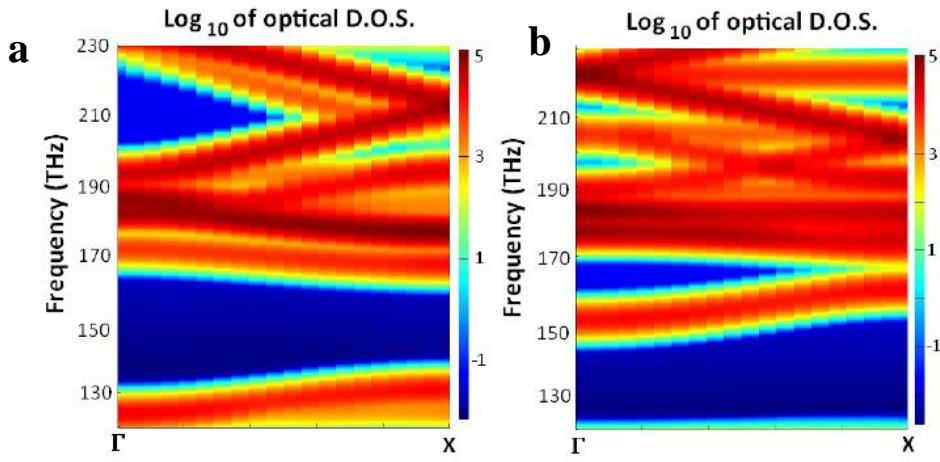 a
Log 10 of optical D.O.S.
Frequency (THz)
230
210
190
170
150
130
Γ
X
5
3
1
-1
b
Log 10 of optical D.O.S.
Frequency (THz)
210
190
170
150
130
Γ
X
5
3
1
-1